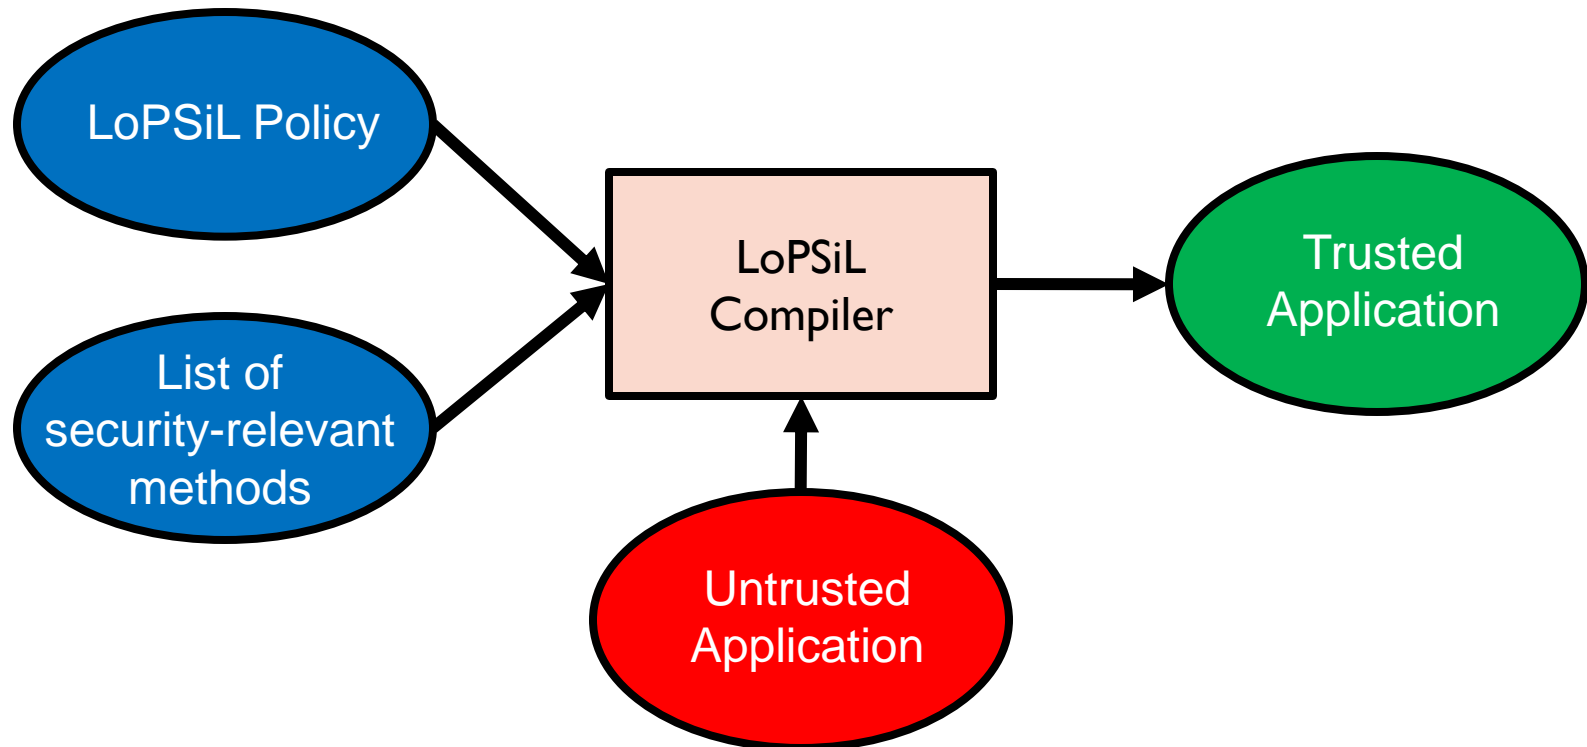 LoPSiL Policy
List of
security-relevant
methods
LoPSiL
Compiler
Untrusted
Application
Trusted
Application